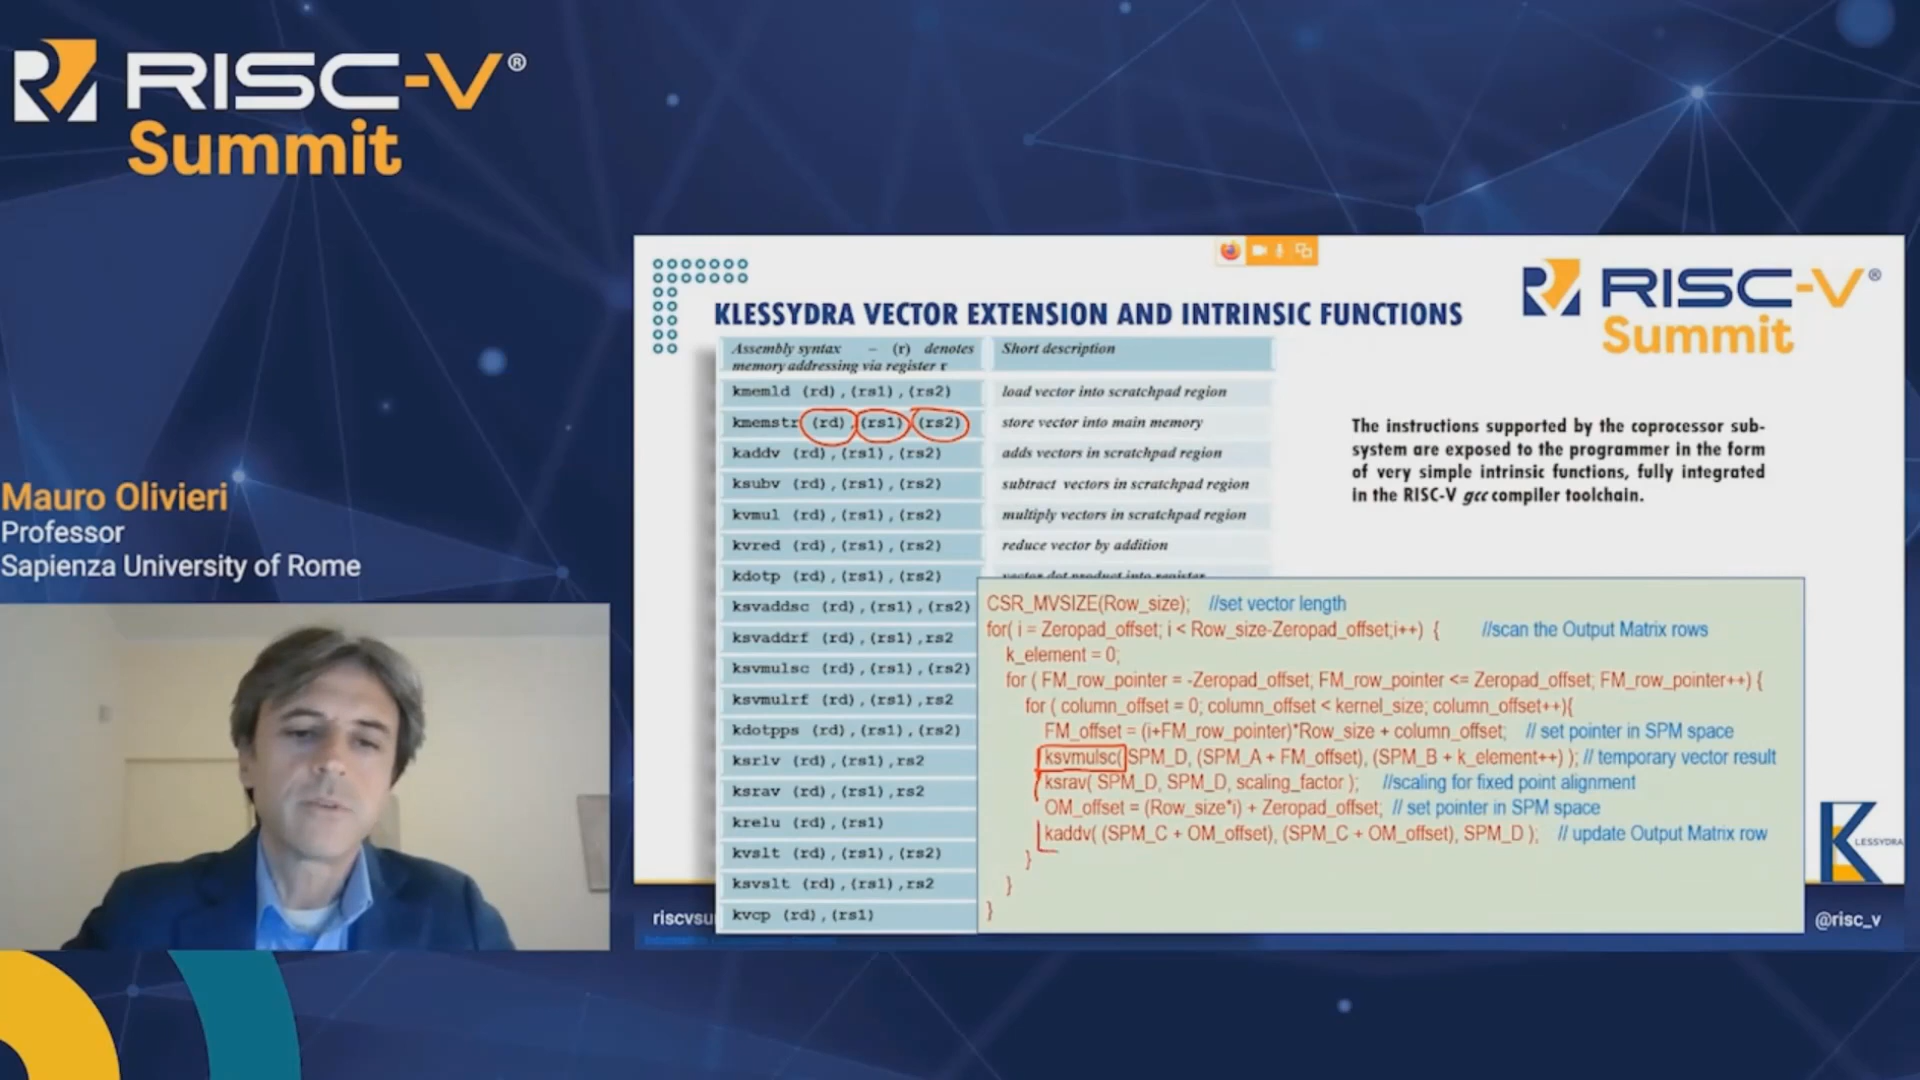 RISC-V®
Summit
Mauro Olivieri
Professor
Sapienza University of Rome
KLESSYDRA VECTOR EXTENSION AND INTRINSIC FUNCTIONS
RISC-V®
Summit
Assembly syntax – (r) denotes
memory addressing via register r
Short description
kmemld (rd),(rs1),(rs2)
load vector into scratchpad region
kmemstr (rd),(rs1),(rs2)
store vector into main memory
kaddv (rd),(rs1),(rs2)
adds vectors in scratchpad region
ksubv (rd),(rs1),(rs2)
subtract vectors in scratchpad region
kvmul (rd),(rs1),(rs2)
multiply vectors in scratchpad region
kvred (rd),(rs1),(rs2)
reduce vector by addition
kdotp (rd),(rs1),(rs2)
vector dot product into register
ksvaddsc (rd),(rs1),(rs2)
ksvaddrf (rd),(rs1),rs2
ksvmulsc (rd),(rs1),(rs2)
ksvmulrf (rd),(rs1),rs2
kdotpps (rd),(rs1),(rs2)
ksrlv (rd),(rs1),rs2
ksrav (rd),(rs1),rs2
krelu (rd),(rs1)
kvslt (rd),(rs1),(rs2)
ksvslt (rd),(rs1),rs2
kvcp (rd),(rs1)
The instructions supported by the coprocessor sub-
system are exposed to the programmer in the form
of very simple intrinsic functions, fully integrated
in the RISC-V gcc compiler toolchain.
CSR_MVSIZE(Row_size); //set vector length
for( i = Zeropad_offset; i < Row_size-Zeropad_offset;i++) { //scan the Output Matrix rows
k_element = 0;
for ( FM_row_pointer = -Zeropad_offset; FM_row_pointer <= Zeropad_offset; FM_row_pointer++) {
for ( column_offset = 0; column_offset < kernel_size; column_offset++){
FM_offset = (i+FM_row_pointer)*Row_size + column_offset; // set pointer in SPM space
ksvmulsc( SPM_D, (SPM_A + FM_offset), (SPM_B + k_element++) ); // temporary vector result
ksrav( SPM_D, SPM_D, scaling_factor ); //scaling for fixed point alignment
OM_offset = (Row_size*i) + Zeropad_offset; // set pointer in SPM space
kaddv( (SPM_C + OM_offset), (SPM_C + OM_offset), SPM_D ); // update Output Matrix row
}
}
}
KLESSYDRA
riscvsu
@risc_v